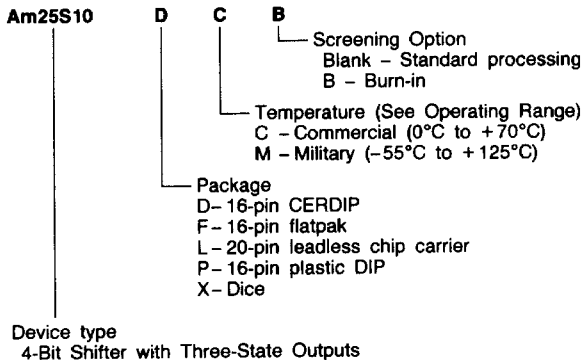 Am25S10 D C B
Screening Option
Blank – Standard processing
B – Burn-in
Temperature (See Operating Range)
C – Commercial (0°C to +70°C)
M – Military (–55°C to +125°C)
Package
D– 16-pin CERDIP
F – 16-pin flatpak
L – 20-pin leadless chip carrier
P – 16-pin plastic DIP
X – Dice
Device type
4-Bit Shifter with Three-State Outputs